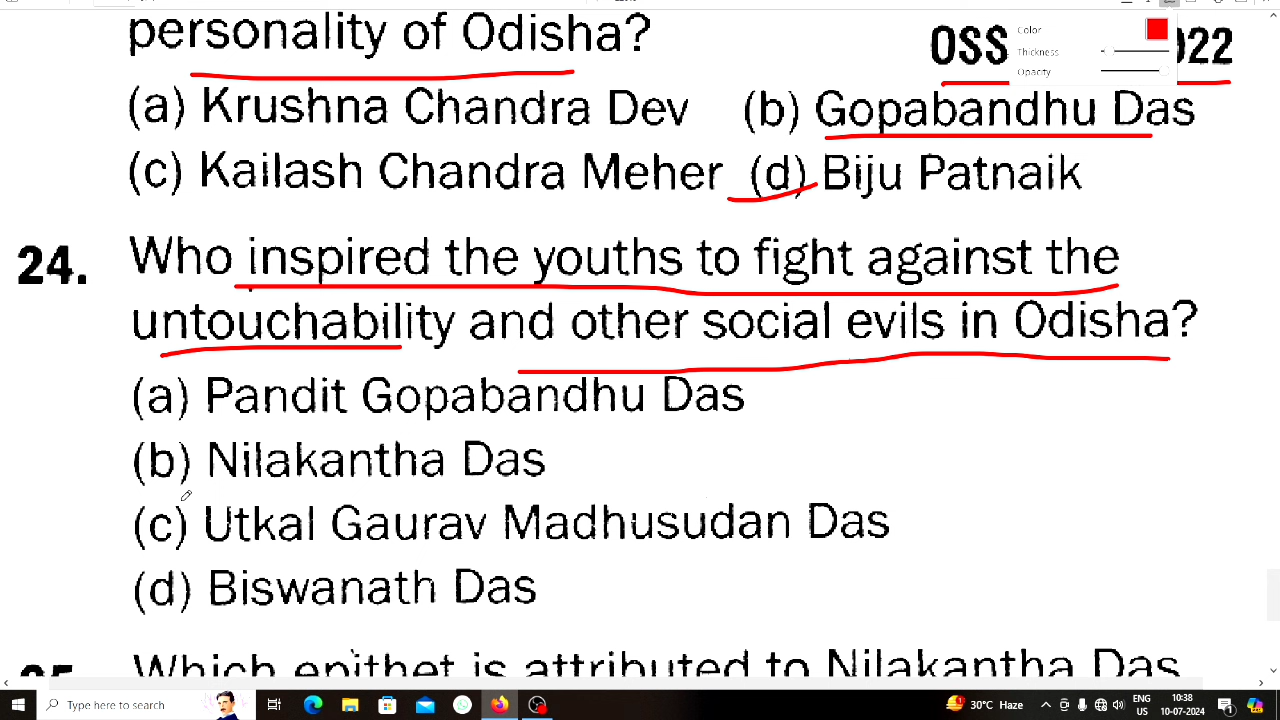 personality of Odisha?
OSS
022
Color
Thickness
Opacity
(a) Krushna Chandra Dev (b) Gopabandhu Das
(c) Kailash Chandra Meher (d) Biju Patnaik
24. Who inspired the youths to fight against the
untouchability and other social evils in Odisha?
(a) Pandit Gopabandhu Das
(b) Nilakantha Das
(c) Utkal Gaurav Madhusudan Das
(d) Biswanath Das
Which epithet is attributed to Nilakantha Das
Type here to search
30°C Haze
ENG
US
10:38
10-07-2024